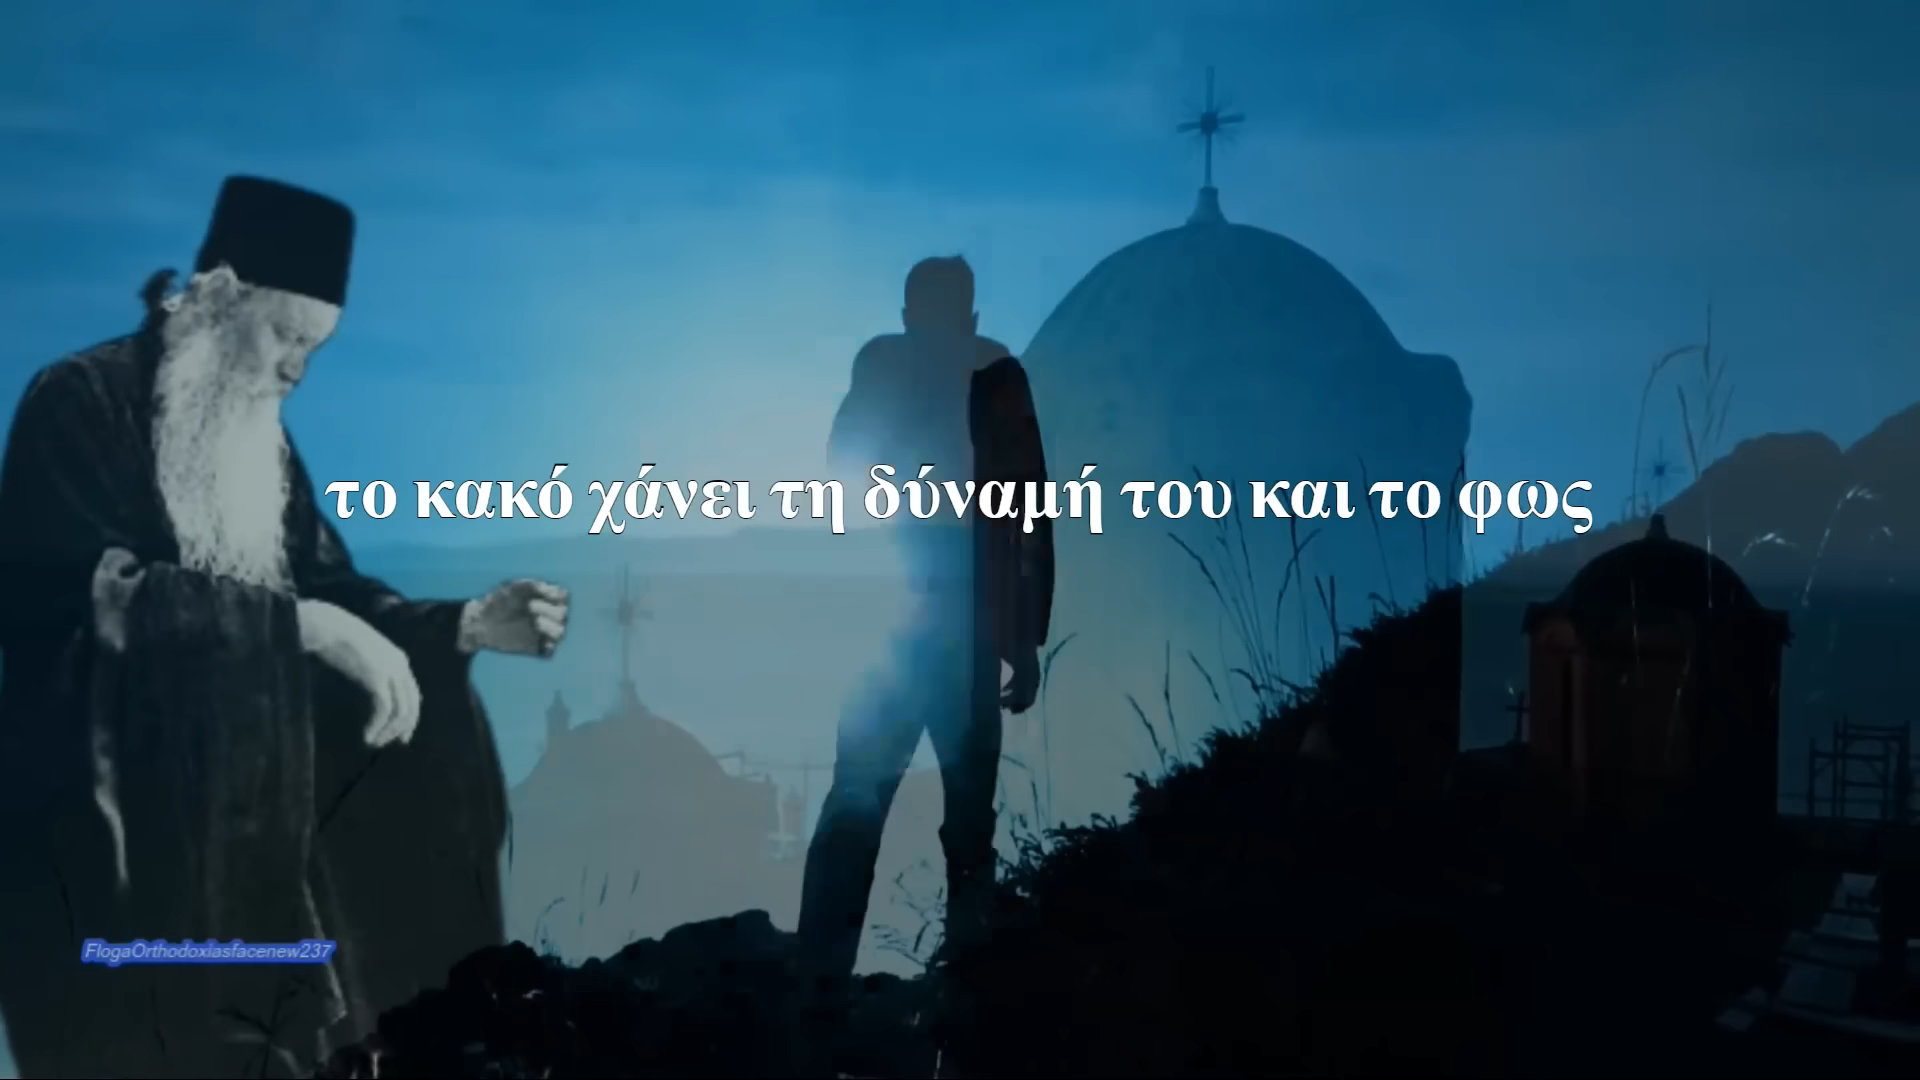 το κακό χάνει τη δύναμή του και το φως
FlogaOrthodoxiasfacenew237